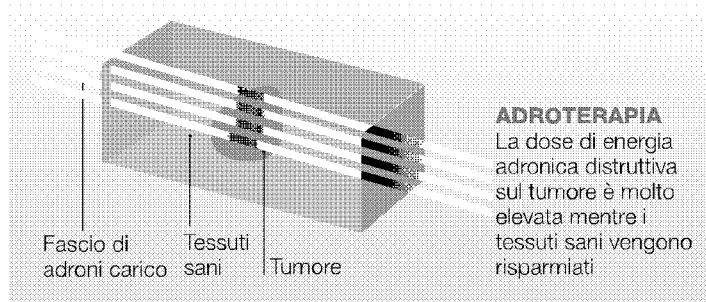 ADROTERAPIA
La dose di energia
adronica distruttiva
sul tumore è molto
elevata mentre i
tessuti sani vengono
risparmiati
Fascio di
adroni carico
Tessuti
sani
Tumore